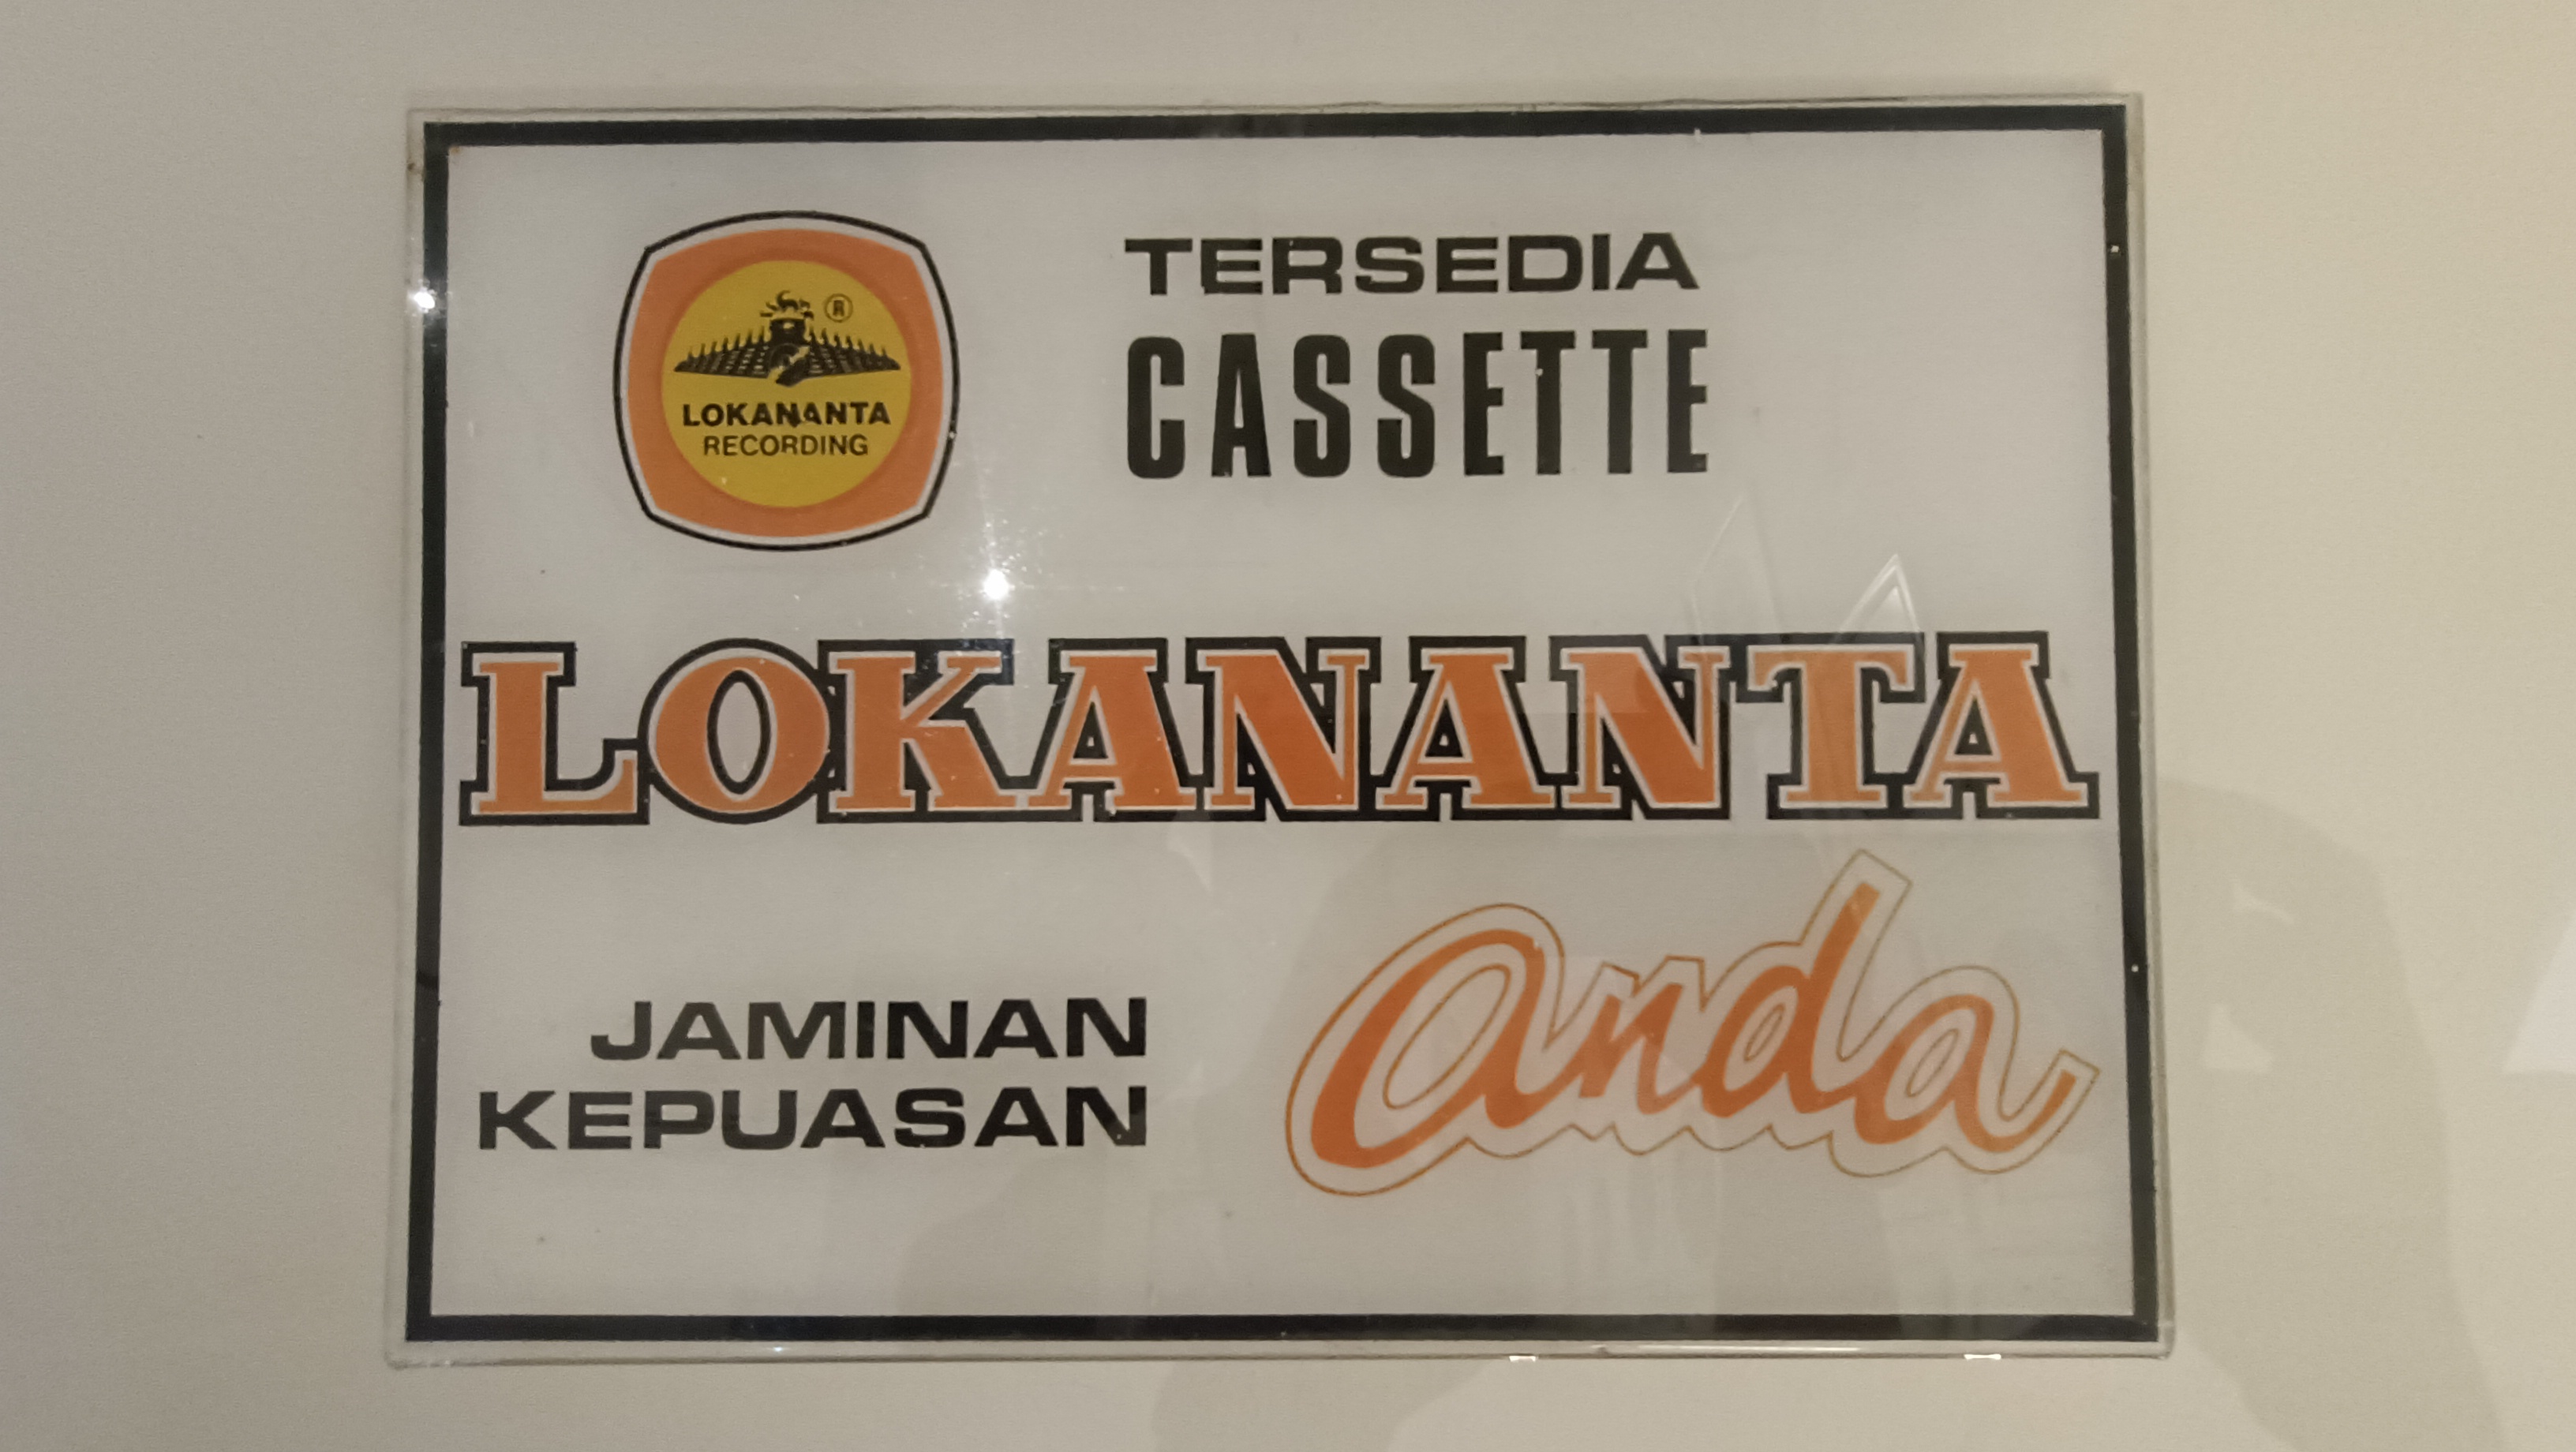 ®
LOKANANTA
RECORDING
TERSEDIA
CASSETTE
LOKANANTA
JAMINAN
KEPUASAN
anda